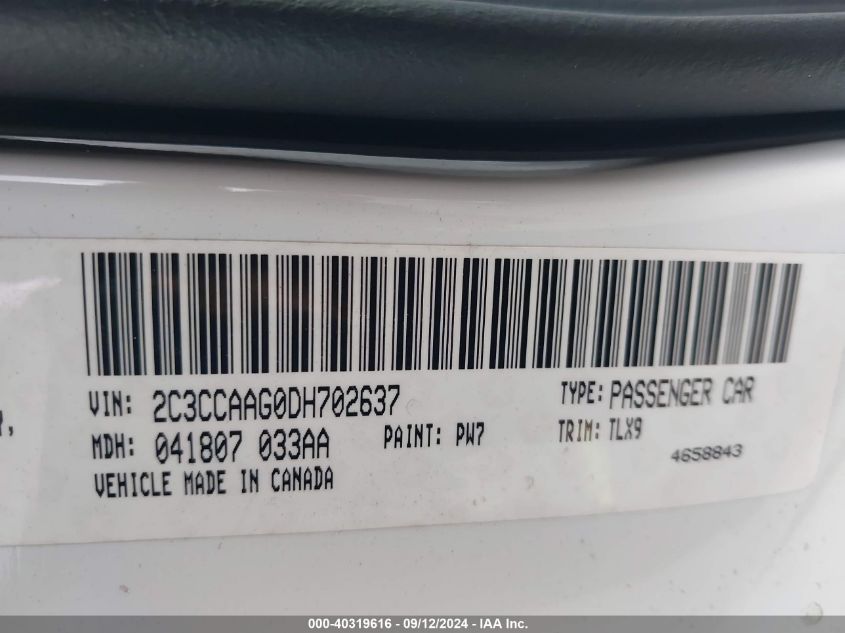 VIN: 2C3CCAAG0DH702637 TYPE: PASSENGER CAR
MDH: 041807 033AA PAINT: PW7 TRIM: TLX9
4658843
VEHICLE MADE IN CANADA
000-40319616 - 09/12/2024 - IAA Inc.